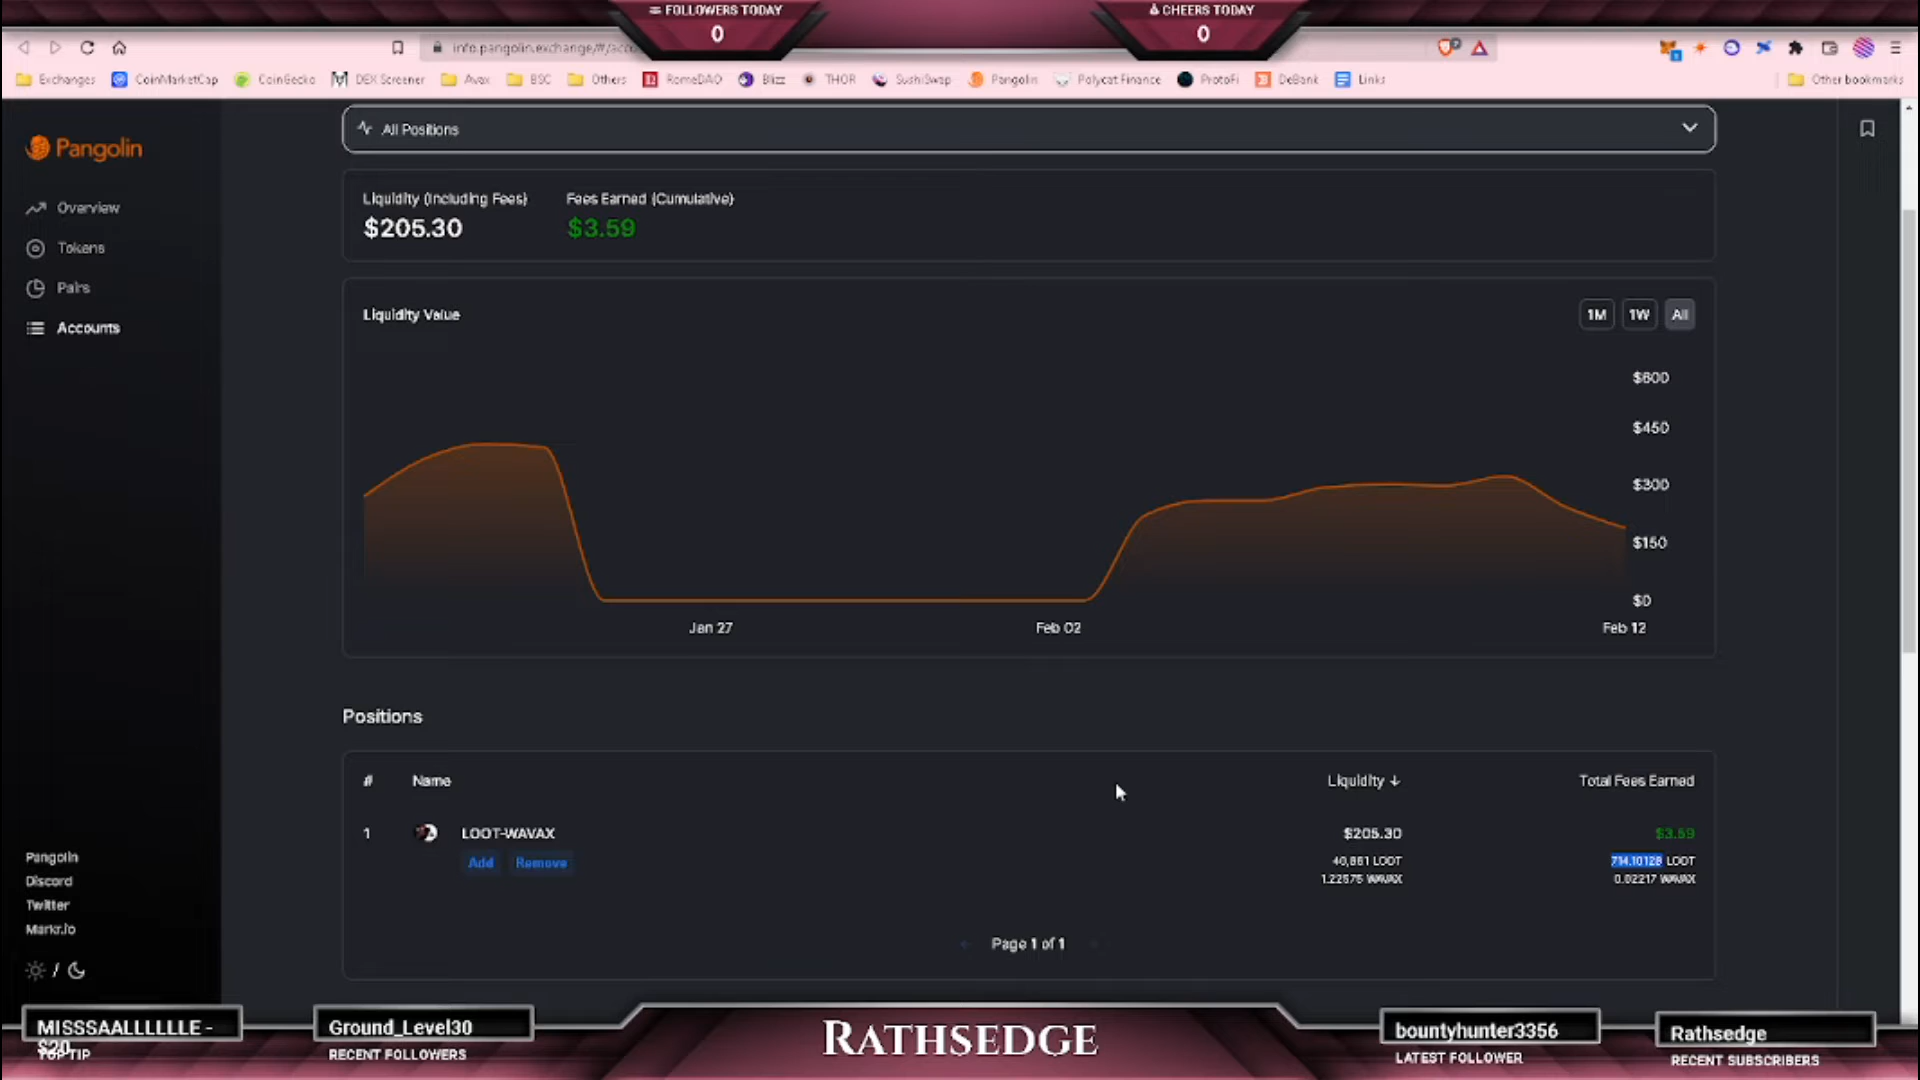 FOLLOWERS TODAY
0
CHEERS TODAY
0
info.pangolin.exchange/#/acco
Exchanges
CoinMarketCap
CoinGecko
DEX Screener
Avax
BSC
Others
RomeDAO
Blizz
THOR
SushiSwap
Pangolin
Polycat Finance
ProtoFi
DeBank
Links
Other bookmarks
Pangolin
Overview
Tokens
Pairs
Accounts
All Positions
Liquidity (Including Fees)
Fees Earned (Cumulative)
$205.30
$3.59
Liquidity Value
1M
1W
All
$600
$450
$300
$150
$0
Jan 27
Feb 02
Feb 12
Positions
#
Name
Liquidity ↓
Total Fees Earned
1
LOOT-WAVAX
$205.30
$3.59
Add
Remove
40,861 LOOT
714.10128 LOOT
1.22575 WAVAX
0.02217 WAVAX
Page 1 of 1
Pangolin
Discord
Twitter
Markr.io
/
MISSSAALLLLLLE -
$20
TOP TIP
Ground_Level30
RECENT FOLLOWERS
RATHSEDGE
bountyhunter3356
LATEST FOLLOWER
Rathsedge
RECENT SUBSCRIBERS